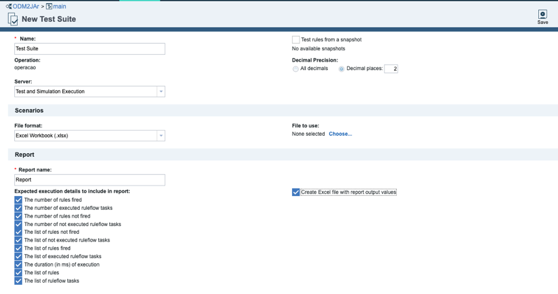 ODM2JAr > main
New Test Suite
Save
* Name:
Test Suite
Test rules from a snapshot
No available snapshots
Operation:
operacao
Decimal Precision:
All decimals Decimal places: 2
Server:
Test and Simulation Execution
Scenarios
File format:
Excel Workbook (.xlsx)
File to use:
None selected Choose...
Report
* Report name:
Report
Expected execution details to include in report:
Create Excel file with report output values
The number of rules fired
The number of executed ruleflow tasks
The number of rules not fired
The number of not executed ruleflow tasks
The list of rules not fired
The list of not executed ruleflow tasks
The list of rules fired
The list of executed ruleflow tasks
The duration (in ms) of execution
The list of rules
The list of ruleflow tasks